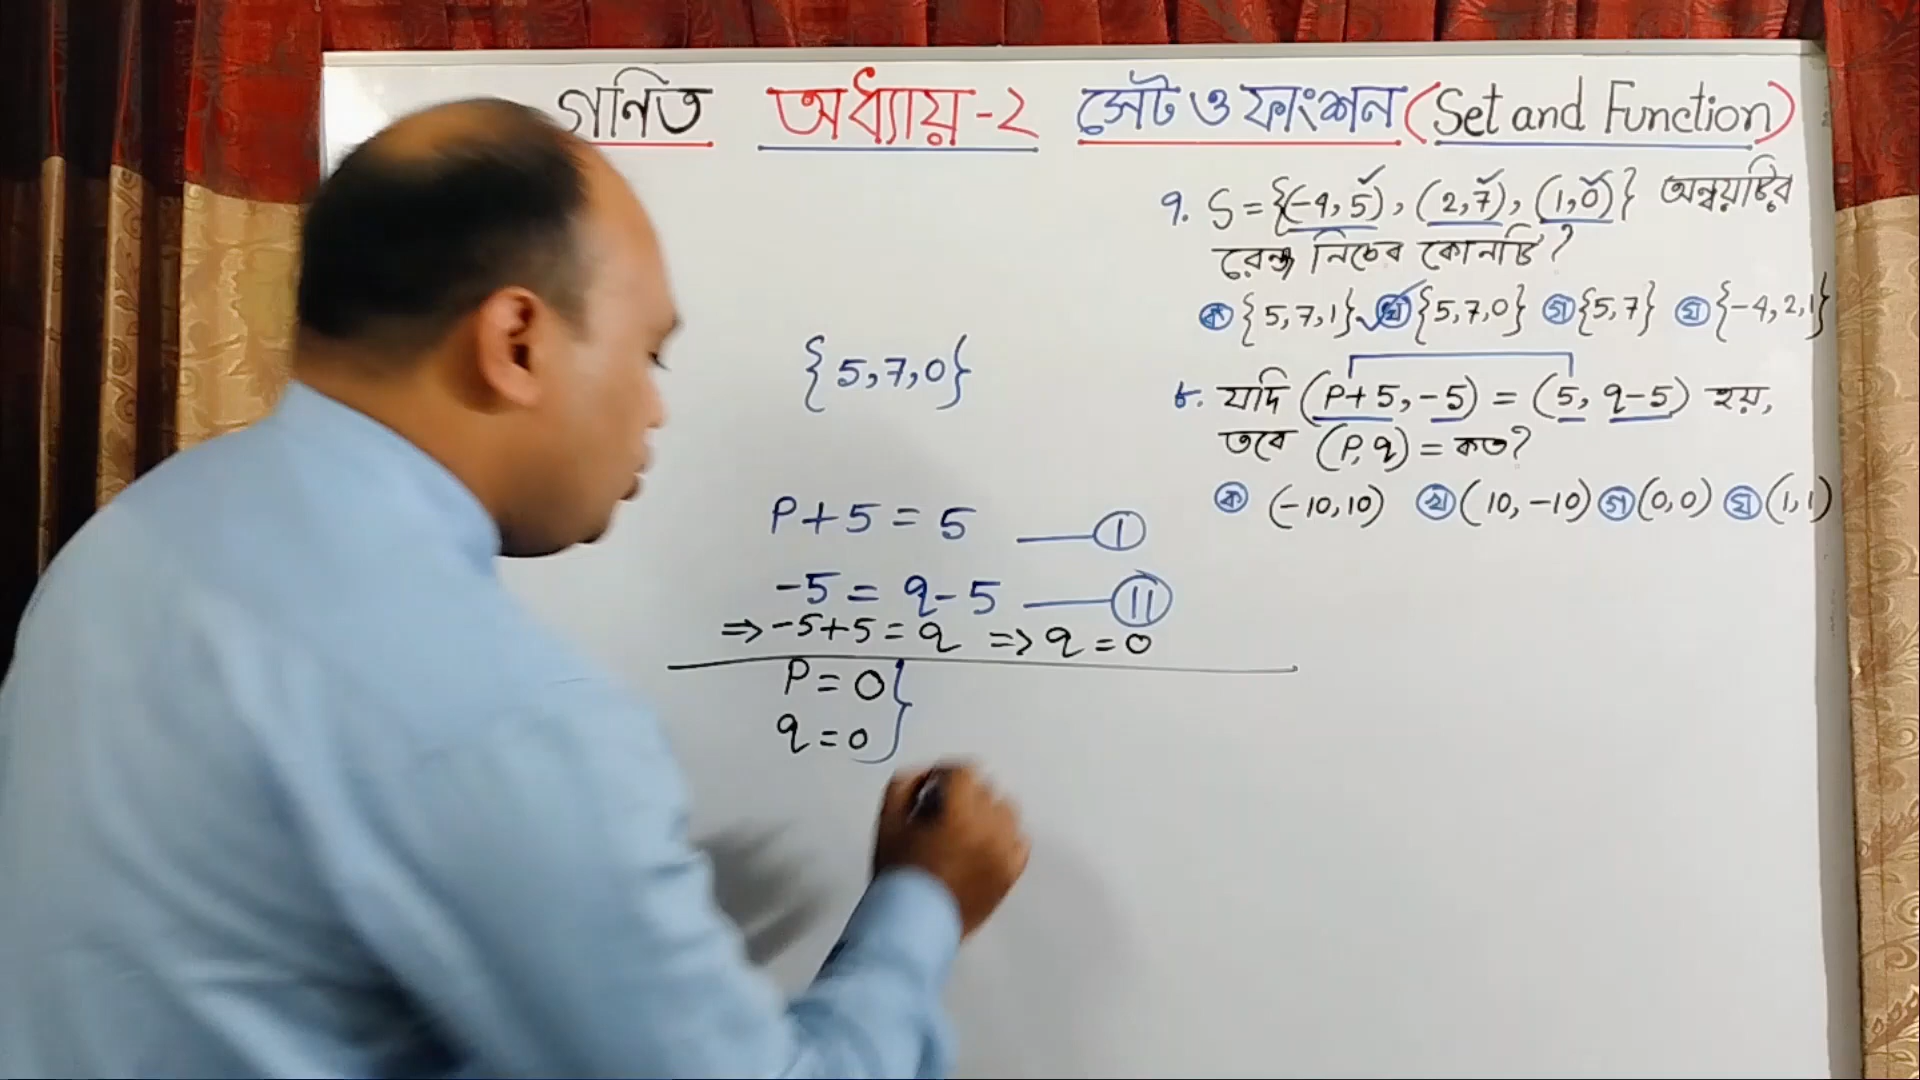 গনিত অধ্যায়-২ সেট ও ফাংশন (Set and Function)
৭. S = {(-4, 5), (2, 7), (1, 0)} অন্বয়টির
রেঞ্জ নিচের কোনটি?
ক {5, 7, 1} খ {5, 7, 0} গ {5, 7} ঘ {-4, 2, 1}
৮. যদি (P+5, -5) = (5, q-5) হয়,
তবে (P, q) = কত?
ক (-10, 10) খ (10, -10) গ (0, 0) ঘ (1, 1)
{5, 7, 0}
P+5 = 5 —— I
-5 = q-5 —— II
⇒ -5+5 = q ⇒ q = 0
P = 0
q = 0 }